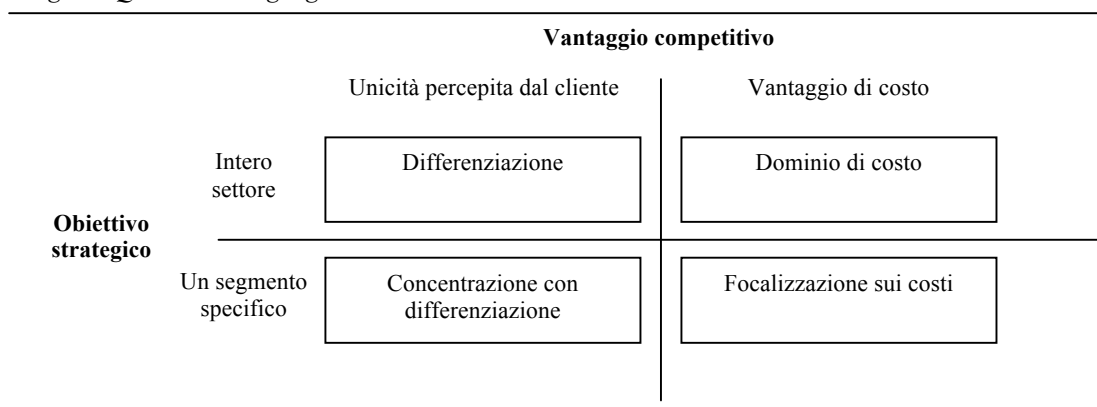 Vantaggio competitivo
Unicità percepita dal cliente
Vantaggio di costo
Intero
settore
Differenziazione
Dominio di costo
Obiettivo
strategico
Un segmento
specifico
Concentrazione con
differenziazione
Focalizzazione sui costi